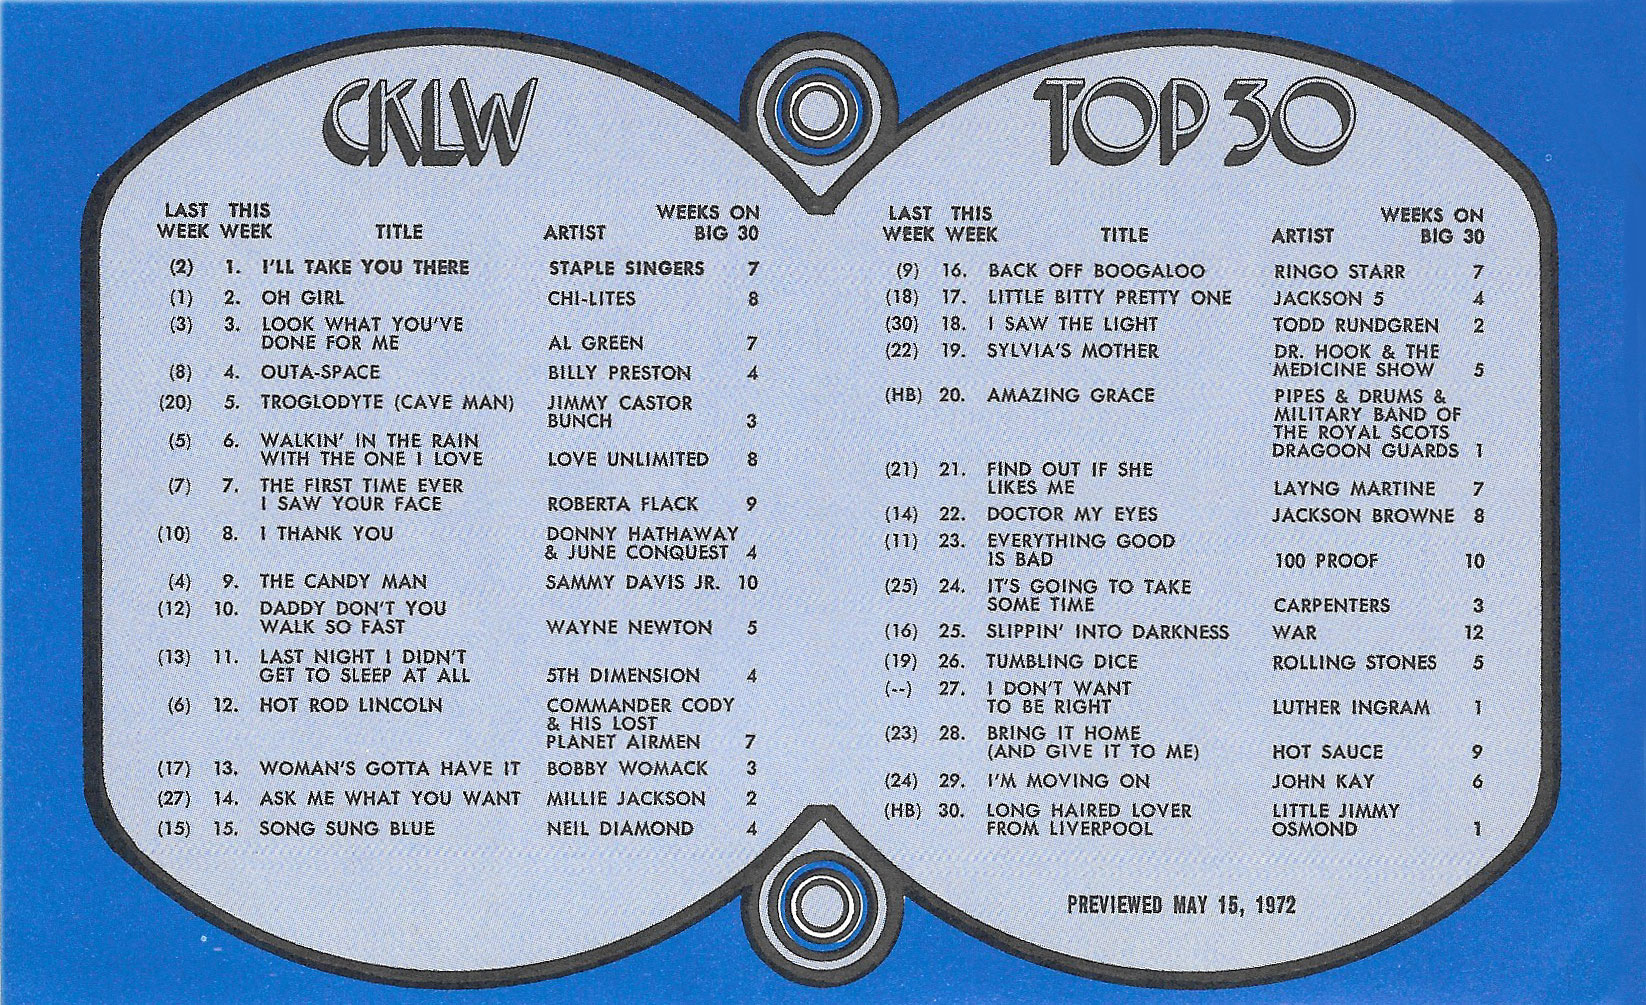 CKLW
LAST THIS WEEKS ON
WEEK WEEK TITLE ARTIST BIG 30
(2) 1. I'LL TAKE YOU THERE STAPLE SINGERS 7
(1) 2. OH GIRL CHI-LITES 8
(3) 3. LOOK WHAT YOU'VE
DONE FOR ME AL GREEN 7
(8) 4. OUTA-SPACE BILLY PRESTON 4
(20) 5. TROGLODYTE (CAVE MAN) JIMMY CASTOR
BUNCH 3
(5) 6. WALKIN' IN THE RAIN
WITH THE ONE I LOVE LOVE UNLIMITED 8
(7) 7. THE FIRST TIME EVER
I SAW YOUR FACE ROBERTA FLACK 9
(10) 8. I THANK YOU DONNY HATHAWAY
& JUNE CONQUEST 4
(4) 9. THE CANDY MAN SAMMY DAVIS JR. 10
(12) 10. DADDY DON'T YOU
WALK SO FAST WAYNE NEWTON 5
(13) 11. LAST NIGHT I DIDN'T
GET TO SLEEP AT ALL 5TH DIMENSION 4
(6) 12. HOT ROD LINCOLN COMMANDER CODY
& HIS LOST
PLANET AIRMEN 7
(17) 13. WOMAN'S GOTTA HAVE IT BOBBY WOMACK 3
(27) 14. ASK ME WHAT YOU WANT MILLIE JACKSON 2
(15) 15. SONG SUNG BLUE NEIL DIAMOND 4
TOP 30
LAST THIS WEEKS ON
WEEK WEEK TITLE ARTIST BIG 30
(9) 16. BACK OFF BOOGALOO RINGO STARR 7
(18) 17. LITTLE BITTY PRETTY ONE JACKSON 5 4
(30) 18. I SAW THE LIGHT TODD RUNDGREN 2
(22) 19. SYLVIA'S MOTHER DR. HOOK & THE
MEDICINE SHOW 5
(HB) 20. AMAZING GRACE PIPES & DRUMS &
MILITARY BAND OF
THE ROYAL SCOTS
DRAGOON GUARDS 1
(21) 21. FIND OUT IF SHE
LIKES ME LAYNG MARTINE 7
(14) 22. DOCTOR MY EYES JACKSON BROWNE 8
(11) 23. EVERYTHING GOOD
IS BAD 100 PROOF 10
(25) 24. IT'S GOING TO TAKE
SOME TIME CARPENTERS 3
(16) 25. SLIPPIN' INTO DARKNESS WAR 12
(19) 26. TUMBLING DICE ROLLING STONES 5
(--) 27. I DON'T WANT
TO BE RIGHT LUTHER INGRAM 1
(23) 28. BRING IT HOME
(AND GIVE IT TO ME) HOT SAUCE 9
(24) 29. I'M MOVING ON JOHN KAY 6
(HB) 30. LONG HAIRED LOVER LITTLE JIMMY
FROM LIVERPOOL OSMOND 1
PREVIEWED MAY 15, 1972